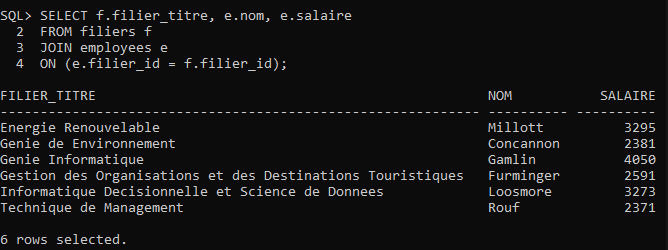 SQL> SELECT f.filier_titre, e.nom, e.salaire
  2  FROM filiers f
  3  JOIN employees e
  4  ON (e.filier_id = f.filier_id);
FILIER_TITRE                                                 NOM           SALAIRE
------------------------------------------------------------ ---------- ----------
Energie Renouvelable                                         Millott          3295
Genie de Environnement                                       Concannon        2381
Genie Informatique                                           Gamlin           4050
Gestion des Organisations et des Destinations Touristiques   Furminger        2591
Informatique Decisionnelle et Science de Donnees             Loosmore         3273
Technique de Management                                      Rouf             2371
6 rows selected.